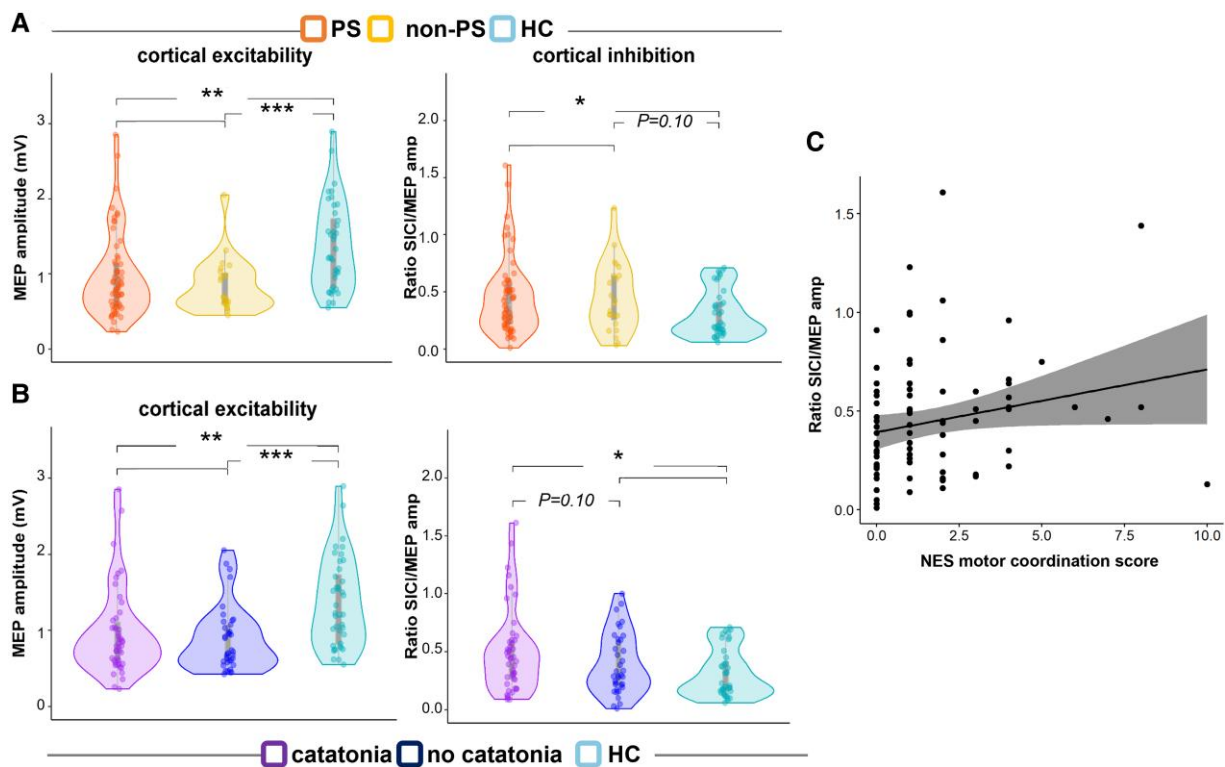 A
PS non-PS HC
cortical excitability
cortical inhibition
**
***
*
P=0.10
MEP amplitude (mV)
3
2
1
0
Ratio SICI/MEP amp
2.0
1.5
1.0
0.5
0.0
B
cortical excitability
**
***
*
P=0.10
MEP amplitude (mV)
3
2
1
0
Ratio SICI/MEP amp
2.0
1.5
1.0
0.5
0.0
catatonia no catatonia HC
C
Ratio SICI/MEP amp
1.5
1.0
0.5
0.0
0.0 2.5 5.0 7.5 10.0
NES motor coordination score